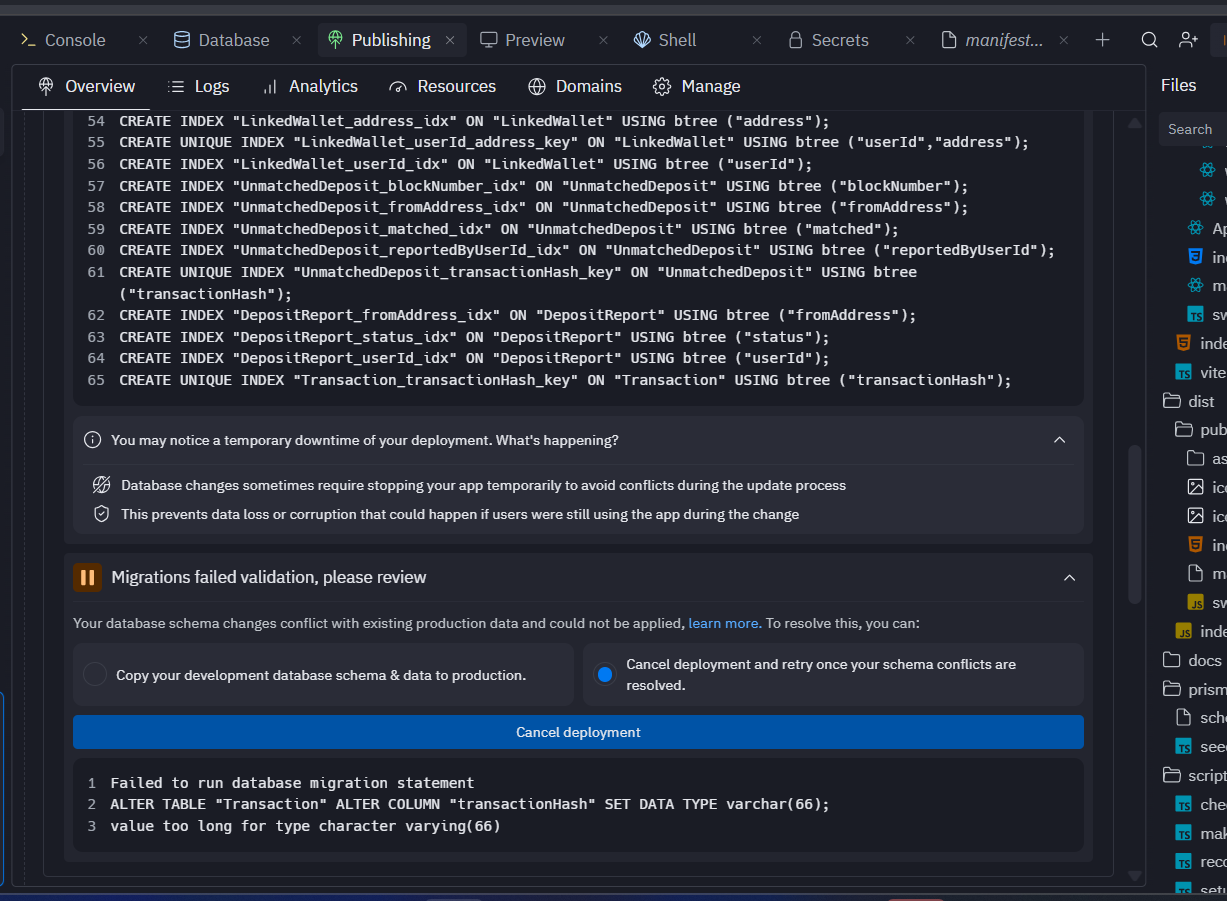 Console
Database
Publishing
Preview
Shell
Secrets
manifest...
Overview
Logs
Analytics
Resources
Domains
Manage
Files
Search
54 CREATE INDEX "LinkedWallet_address_idx" ON "LinkedWallet" USING btree ("address");
55 CREATE UNIQUE INDEX "LinkedWallet_userId_address_key" ON "LinkedWallet" USING btree ("userId","address");
56 CREATE INDEX "LinkedWallet_userId_idx" ON "LinkedWallet" USING btree ("userId");
57 CREATE INDEX "UnmatchedDeposit_blockNumber_idx" ON "UnmatchedDeposit" USING btree ("blockNumber");
58 CREATE INDEX "UnmatchedDeposit_fromAddress_idx" ON "UnmatchedDeposit" USING btree ("fromAddress");
59 CREATE INDEX "UnmatchedDeposit_matched_idx" ON "UnmatchedDeposit" USING btree ("matched");
60 CREATE INDEX "UnmatchedDeposit_reportedByUserId_idx" ON "UnmatchedDeposit" USING btree ("reportedByUserId");
61 CREATE UNIQUE INDEX "UnmatchedDeposit_transactionHash_key" ON "UnmatchedDeposit" USING btree
("transactionHash");
62 CREATE INDEX "DepositReport_fromAddress_idx" ON "DepositReport" USING btree ("fromAddress");
63 CREATE INDEX "DepositReport_status_idx" ON "DepositReport" USING btree ("status");
64 CREATE INDEX "DepositReport_userId_idx" ON "DepositReport" USING btree ("userId");
65 CREATE UNIQUE INDEX "Transaction_transactionHash_key" ON "Transaction" USING btree ("transactionHash");
You may notice a temporary downtime of your deployment. What's happening?
Database changes sometimes require stopping your app temporarily to avoid conflicts during the update process
This prevents data loss or corruption that could happen if users were still using the app during the change
Migrations failed validation, please review
Your database schema changes conflict with existing production data and could not be applied, learn more. To resolve this, you can:
Copy your development database schema & data to production.
Cancel deployment and retry once your schema conflicts are
resolved.
Cancel deployment
1 Failed to run database migration statement
2 ALTER TABLE "Transaction" ALTER COLUMN "transactionHash" SET DATA TYPE varchar(66);
3 value too long for type character varying(66)
Ap
in
m
TS sw
inde
TS vite
dist
pub
as
ico
ico
in
m
JS sw
JS inde
docs
prism
sche
TS see
script
TS che
TS mak
TS reco
TS setu